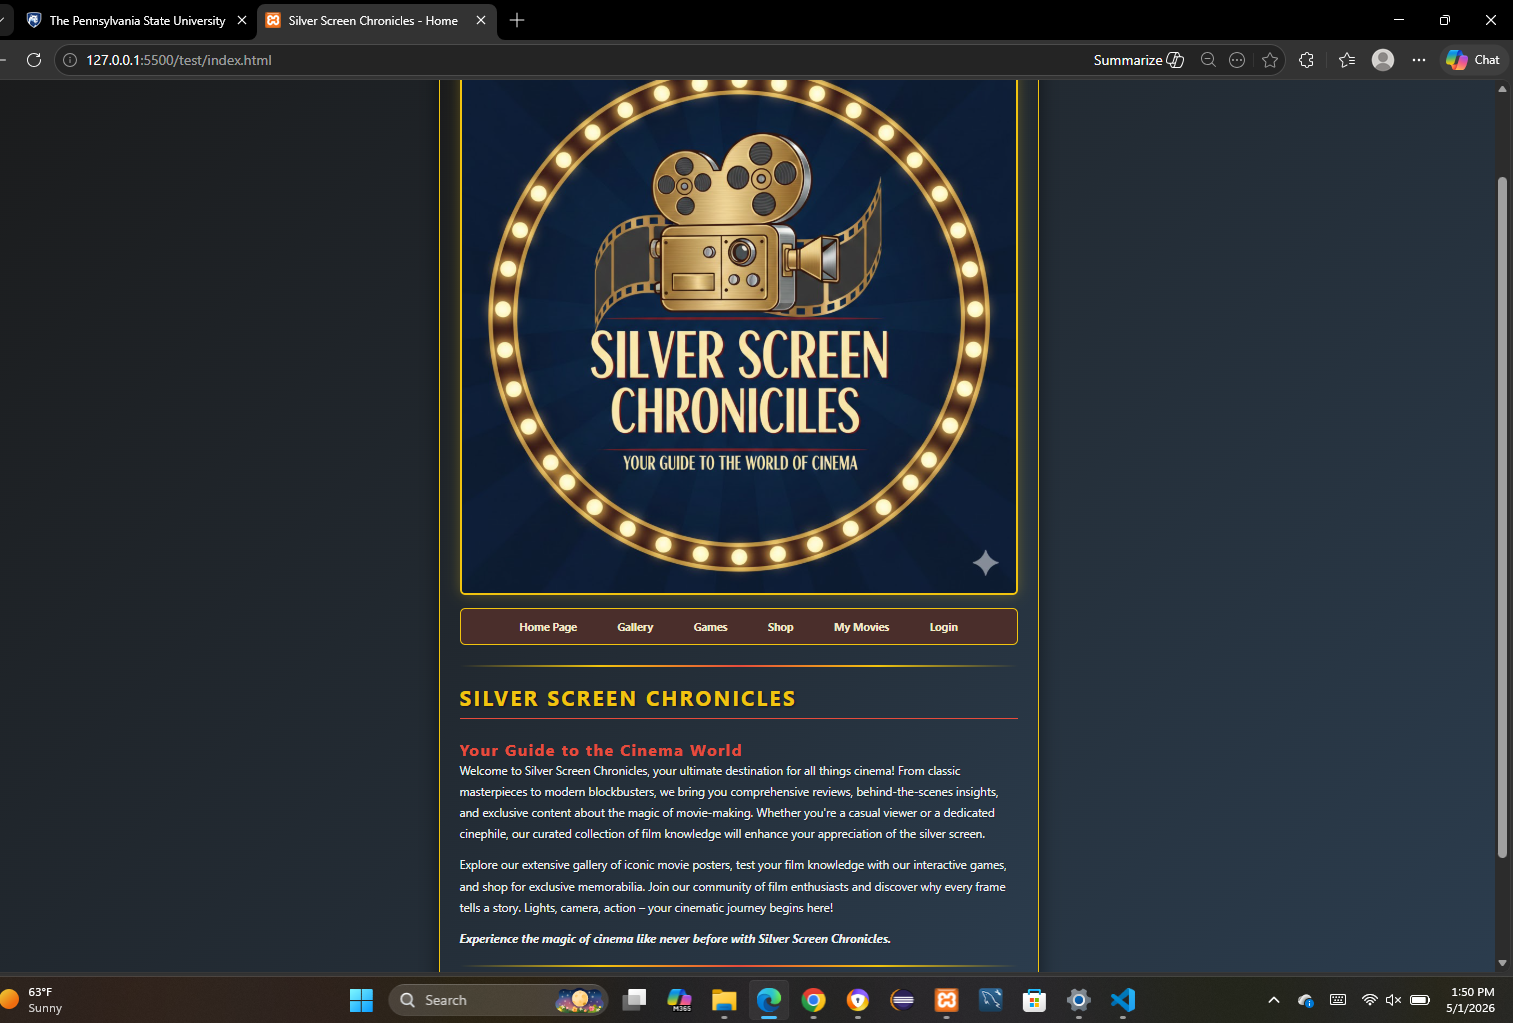 The Pennsylvania State University
Silver Screen Chronicles - Home
127.0.0.1:5500/test/index.html
Summarize
Chat
SILVER SCREEN
CHRONICILES
YOUR GUIDE TO THE WORLD OF CINEMA
Home Page Gallery Games Shop My Movies Login
SILVER SCREEN CHRONICLES
Your Guide to the Cinema World
Welcome to Silver Screen Chronicles, your ultimate destination for all things cinema! From classic
masterpieces to modern blockbusters, we bring you comprehensive reviews, behind-the-scenes insights,
and exclusive content about the magic of movie-making. Whether you're a casual viewer or a dedicated
cinephile, our curated collection of film knowledge will enhance your appreciation of the silver screen.
Explore our extensive gallery of iconic movie posters, test your film knowledge with our interactive games,
and shop for exclusive memorabilia. Join our community of film enthusiasts and discover why every frame
tells a story. Lights, camera, action – your cinematic journey begins here!
Experience the magic of cinema like never before with Silver Screen Chronicles.
63°F
Sunny
Search
M365
1:50 PM
5/1/2026